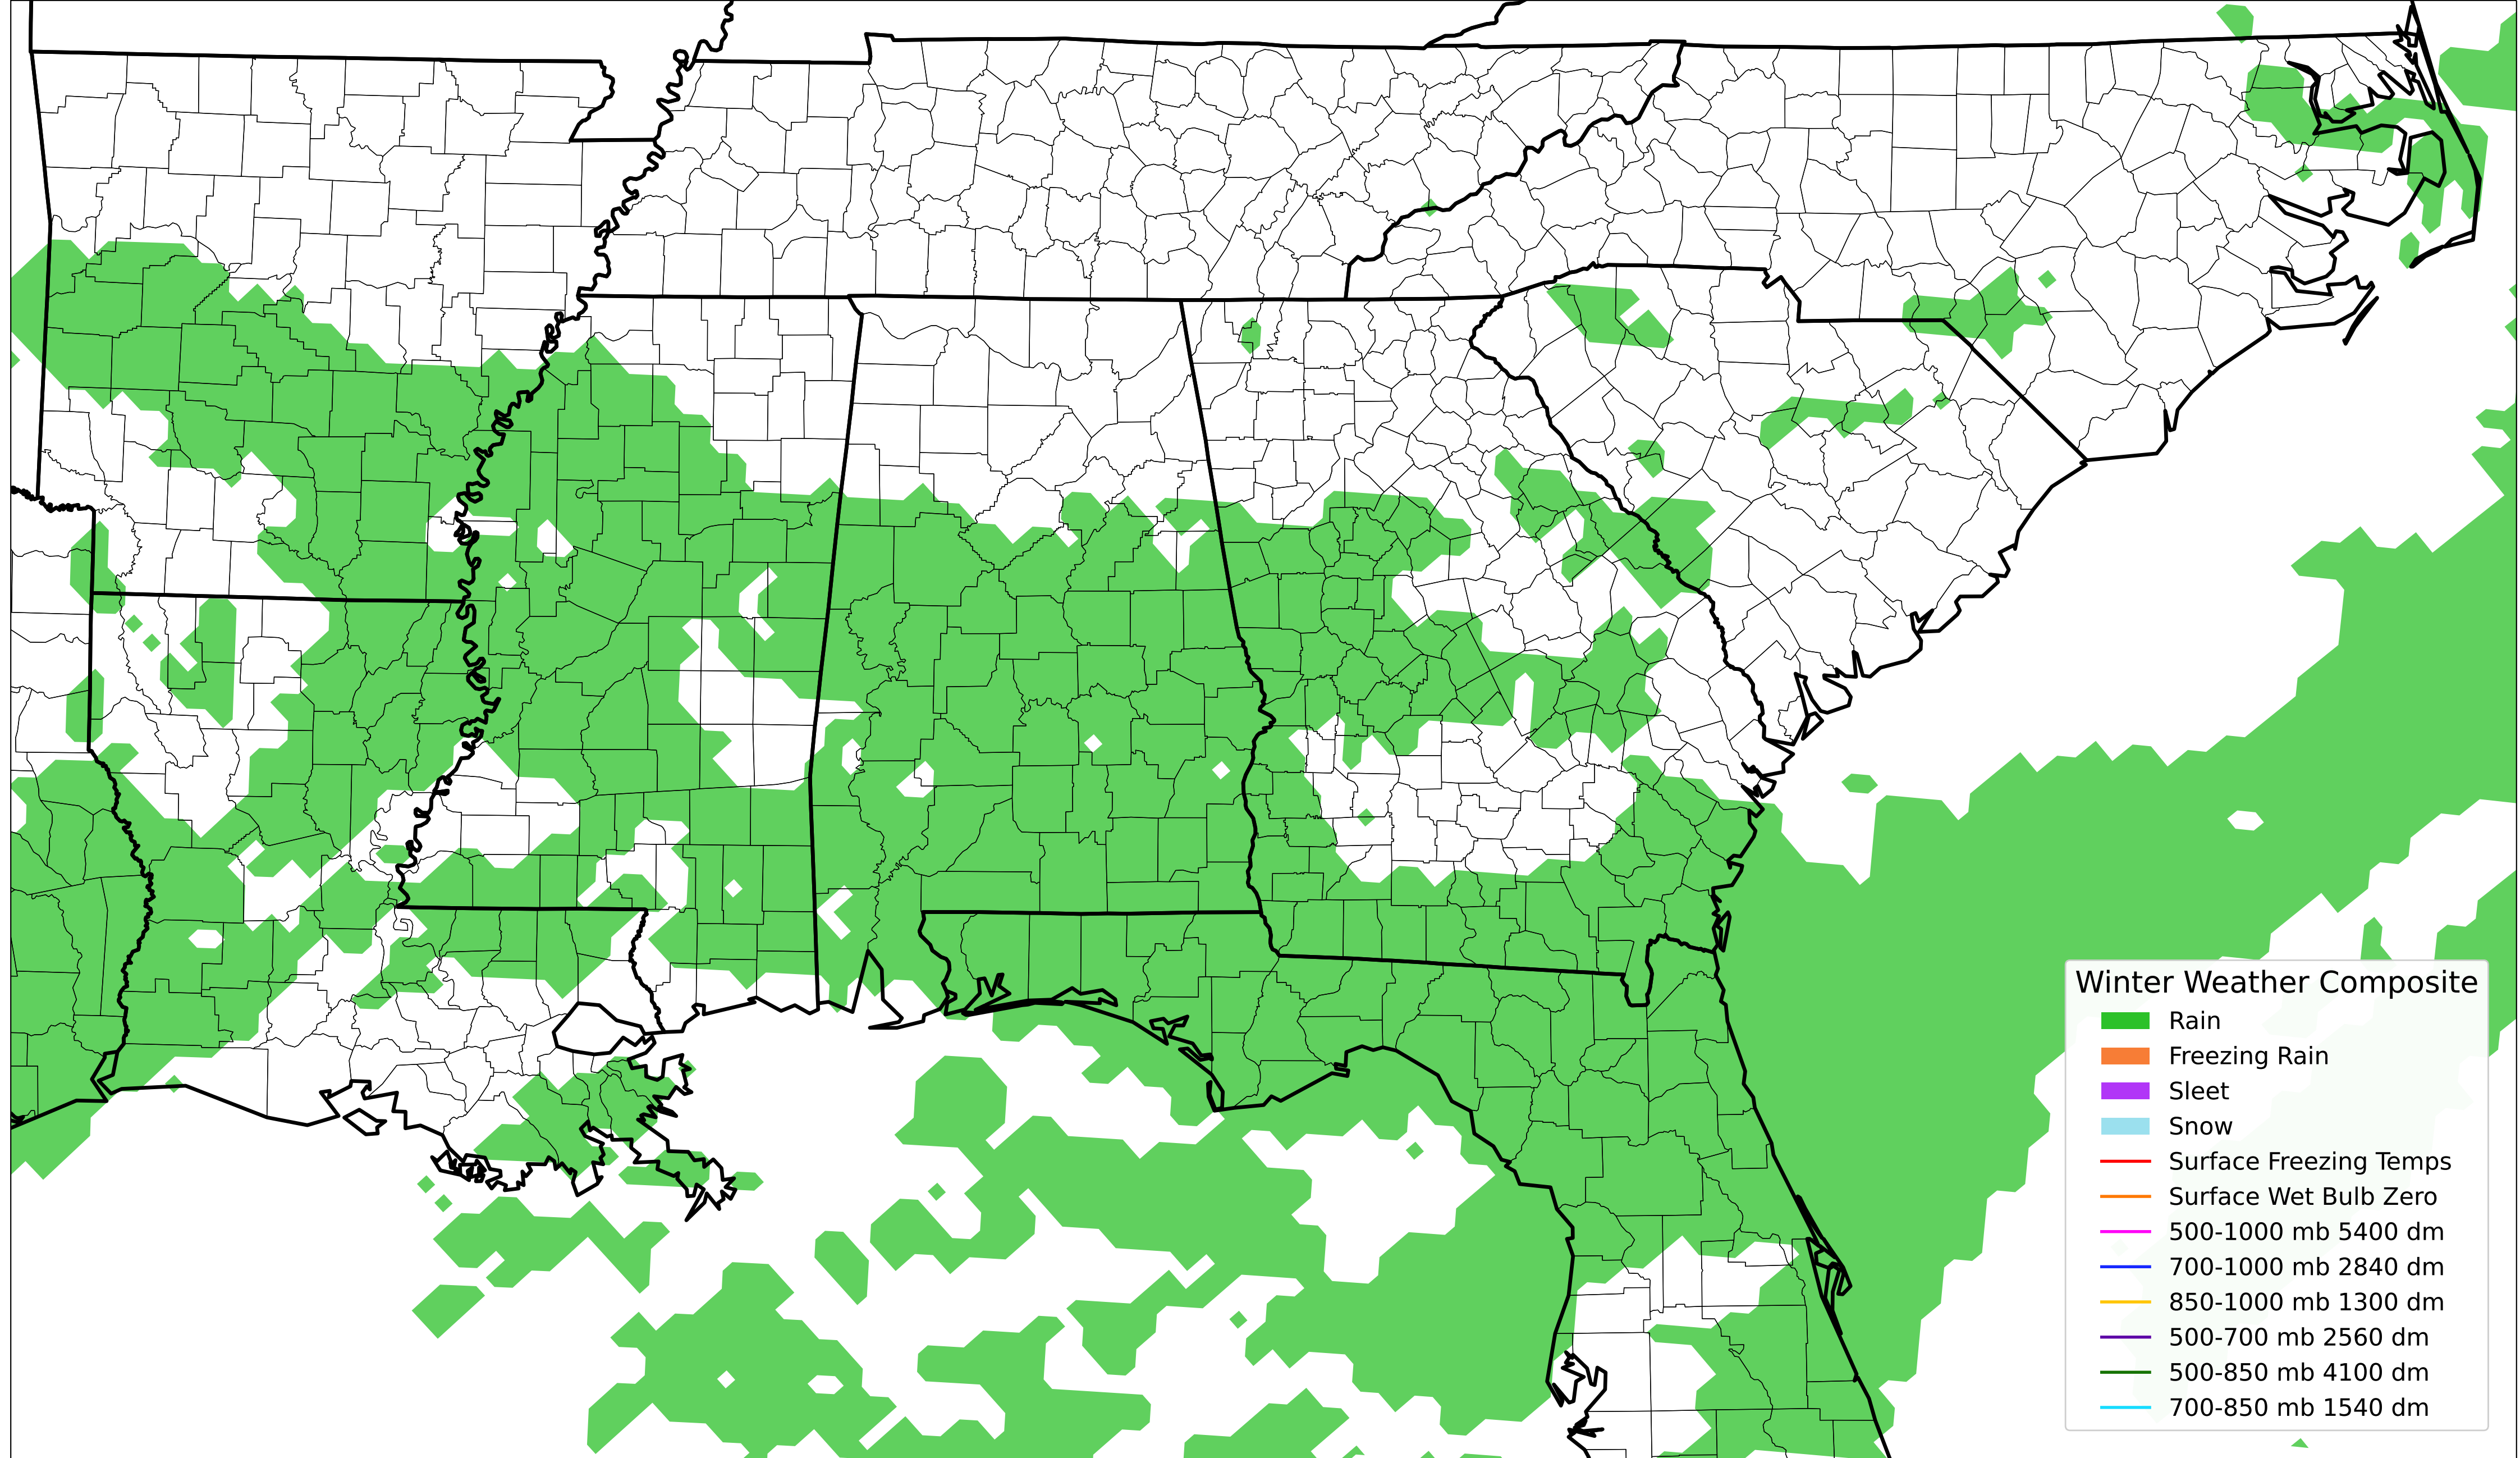 Winter Weather Composite
Rain
Freezing Rain
Sleet
Snow
Surface Freezing Temps
Surface Wet Bulb Zero
500-1000 mb 5400 dm
700-1000 mb 2840 dm
850-1000 mb 1300 dm
500-700 mb 2560 dm
500-850 mb 4100 dm
700-850 mb 1540 dm